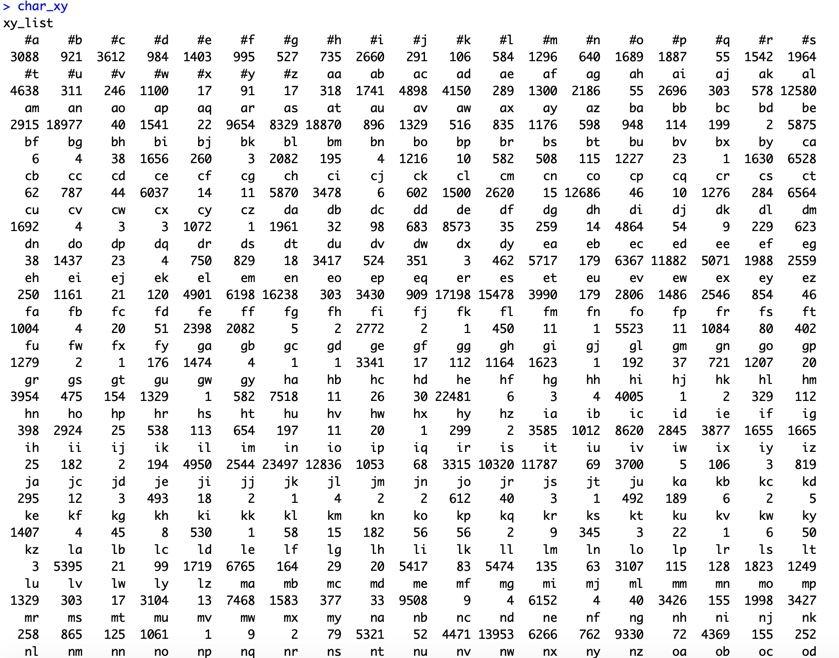 > char_xy
xy_list
#a #b #c #d #e #f #g #h #i #j #k #l #m #n #o #p #q #r #s
3088 921 3612 984 1403 995 527 735 2660 291 106 584 1296 640 1689 1887 55 1542 1964
#t #u #v #w #x #y #z aa ab ac ad ae af ag ah ai aj ak al
4638 311 246 1100 17 91 17 318 1741 4898 4150 289 1300 2186 55 2696 303 578 12580
am an ao ap aq ar as at au av aw ax ay az ba bb bc bd be
2915 18977 40 1541 22 9654 8329 18870 896 1329 516 835 1176 598 948 114 199 2 5875
bf bg bh bi bj bk bl bm bn bo bp br bs bt bu bv bx by ca
6 4 38 1656 260 3 2082 195 4 1216 10 582 508 115 1227 23 1 1630 6528
cb cc cd ce cf cg ch ci cj ck cl cm cn co cp cq cr cs ct
62 787 44 6037 14 11 5870 3478 6 602 1500 2620 15 12686 46 10 1276 284 6564
cu cv cw cx cy cz da db dc dd de df dg dh di dj dk dl dm
1692 4 3 3 1072 1 1961 32 98 683 8573 35 259 14 4864 54 9 229 623
dn do dp dq dr ds dt du dv dw dx dy ea eb ec ed ee ef eg
38 1437 23 4 750 829 18 3417 524 351 3 462 5717 179 6367 11882 5071 1988 2559
eh ei ej ek el em en eo ep eq er es et eu ev ew ex ey ez
250 1161 21 120 4901 6198 16238 303 3430 909 17198 15478 3990 179 2806 1486 2546 854 46
fa fb fc fd fe ff fg fh fi fj fk fl fm fn fo fp fr fs ft
1004 4 20 51 2398 2082 5 2 2772 2 1 450 11 1 5523 11 1084 80 402
fu fw fx fy ga gb gc gd ge gf gg gh gi gj gl gm gn go gp
1279 2 1 176 1474 4 1 1 3341 17 112 1164 1623 1 192 37 721 1207 20
gr gs gt gu gw gy ha hb hc hd he hf hg hh hi hj hk hl hm
3954 475 154 1329 1 582 7518 11 26 30 22481 6 3 4 4005 1 2 329 112
hn ho hp hr hs ht hu hv hw hx hy hz ia ib ic id ie if ig
398 2924 25 538 113 654 197 11 20 1 299 2 3585 1012 8620 2845 3877 1655 1665
ih ii ij ik il im in io ip iq ir is it iu iv iw ix iy iz
25 182 2 194 4950 2544 23497 12836 1053 68 3315 10320 11787 69 3700 5 106 3 819
ja jc jd je ji jj jk jl jm jn jo jr js jt ju ka kb kc kd
295 12 3 493 18 2 1 4 2 2 612 40 3 1 492 189 6 2 5
ke kf kg kh ki kk kl km kn ko kp kq kr ks kt ku kv kw ky
1407 4 45 8 530 1 58 15 182 56 56 2 9 345 3 22 1 6 50
kz la lb lc ld le lf lg lh li lk ll lm ln lo lp lr ls lt
3 5395 21 99 1719 6765 164 29 20 5417 83 5474 135 63 3107 115 128 1823 1249
lu lv lw ly lz ma mb mc md me mf mg mi mj ml mm mn mo mp
1329 303 17 3104 13 7468 1583 377 33 9508 9 4 6152 4 40 3426 155 1998 3427
mr ms mt mu mv mw mx my na nb nc nd ne nf ng nh ni nj nk
258 865 125 1061 1 9 2 79 5321 52 4471 13953 6266 762 9330 72 4369 155 252
nl nm nn no np nq nr ns nt nu nv nw nx ny nz oa ob oc od